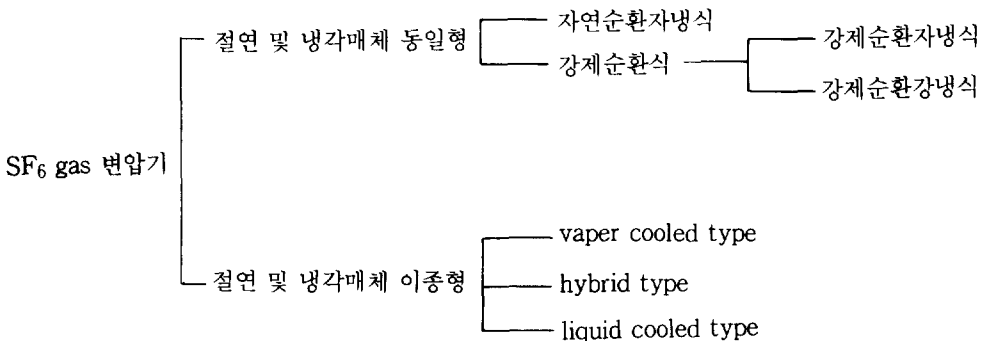 자연순환자냉식
절연 및 냉각매체 동일형
강제순환자냉식
강제순환식
강제순환강냉식
SF₆ gas 변압기
vaper cooled type
절연 및 냉각매체 이종형
hybrid type
liquid cooled type